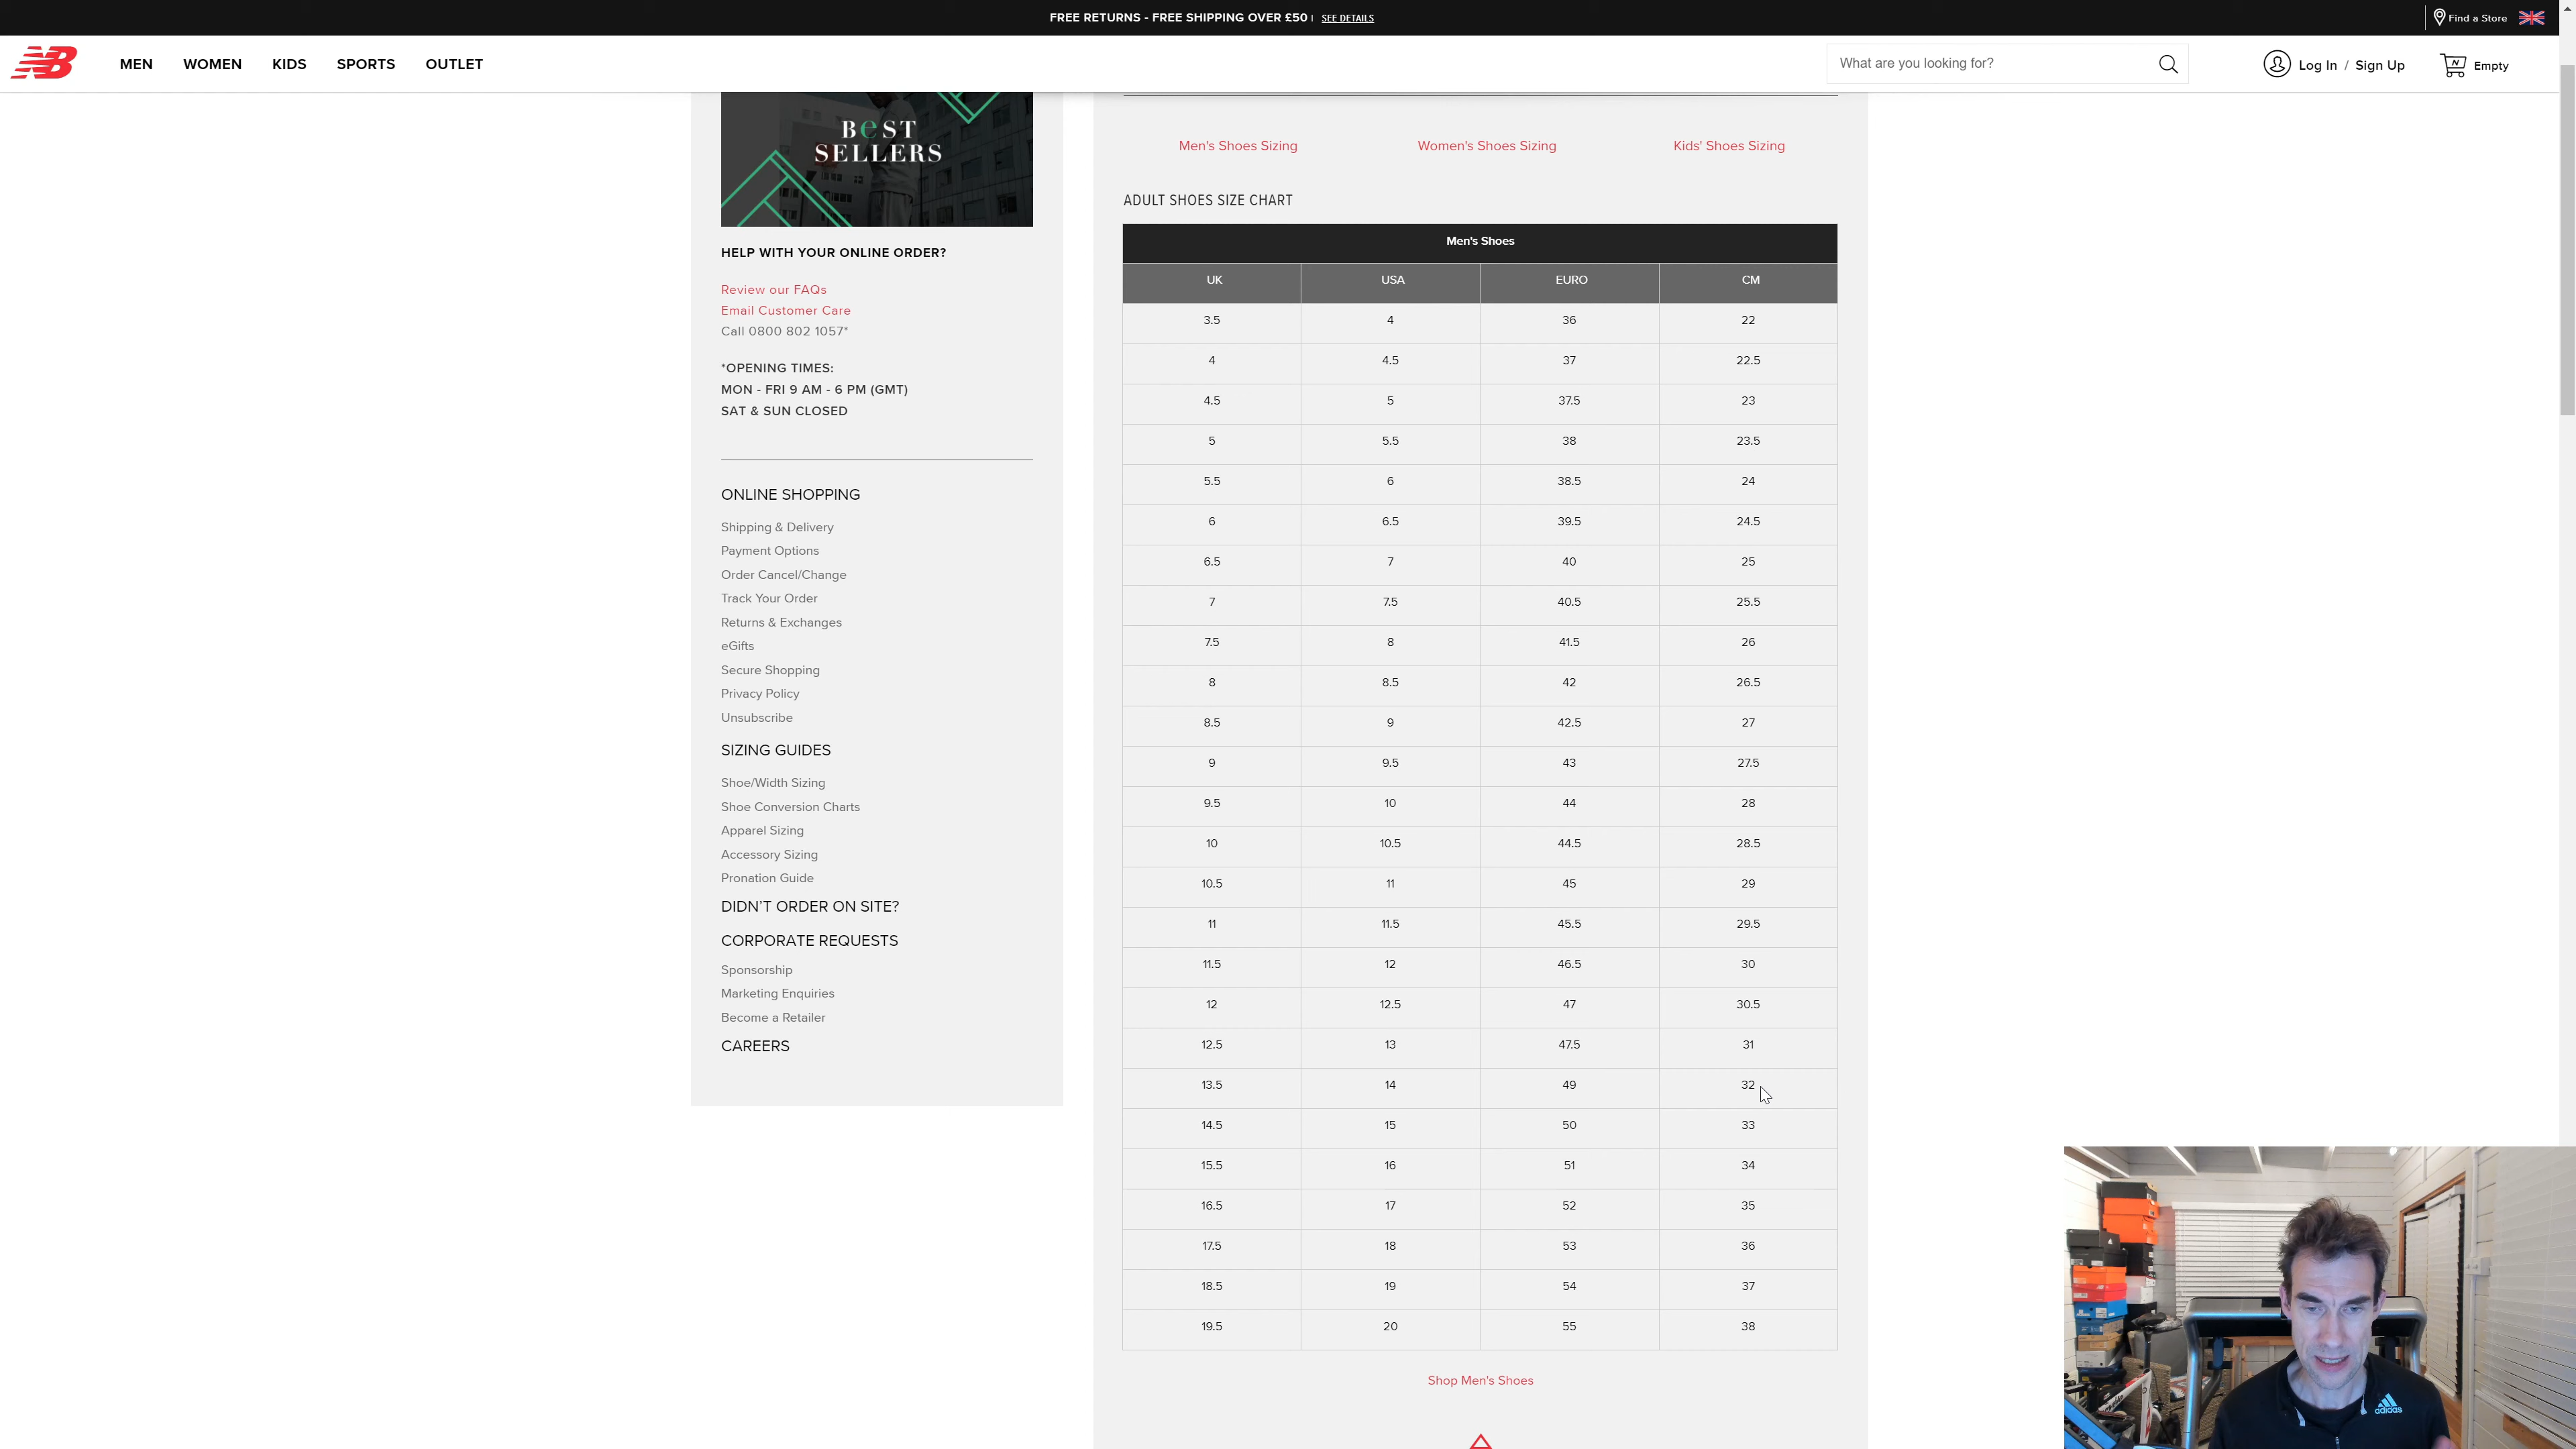 FREE RETURNS - FREE SHIPPING OVER £50 | SEE DETAILS
Find a Store
NB
MEN WOMEN KIDS SPORTS OUTLET
What are you looking for?
Log In / Sign Up
N Empty
BeST
SELLERS
HELP WITH YOUR ONLINE ORDER?
Review our FAQs
Email Customer Care
Call 0800 802 1057*
*OPENING TIMES:
MON - FRI 9 AM - 6 PM (GMT)
SAT & SUN CLOSED
ONLINE SHOPPING
Shipping & Delivery
Payment Options
Order Cancel/Change
Track Your Order
Returns & Exchanges
eGifts
Secure Shopping
Privacy Policy
Unsubscribe
SIZING GUIDES
Shoe/Width Sizing
Shoe Conversion Charts
Apparel Sizing
Accessory Sizing
Pronation Guide
DIDN'T ORDER ON SITE?
CORPORATE REQUESTS
Sponsorship
Marketing Enquiries
Become a Retailer
CAREERS
Men's Shoes Sizing Women's Shoes Sizing Kids' Shoes Sizing
ADULT SHOES SIZE CHART
Men's Shoes
UK USA EURO CM
3.5 4 36 22
4 4.5 37 22.5
4.5 5 37.5 23
5 5.5 38 23.5
5.5 6 38.5 24
6 6.5 39.5 24.5
6.5 7 40 25
7 7.5 40.5 25.5
7.5 8 41.5 26
8 8.5 42 26.5
8.5 9 42.5 27
9 9.5 43 27.5
9.5 10 44 28
10 10.5 44.5 28.5
10.5 11 45 29
11 11.5 45.5 29.5
11.5 12 46.5 30
12 12.5 47 30.5
12.5 13 47.5 31
13.5 14 49 32
14.5 15 50 33
15.5 16 51 34
16.5 17 52 35
17.5 18 53 36
18.5 19 54 37
19.5 20 55 38
Shop Men's Shoes
adidas